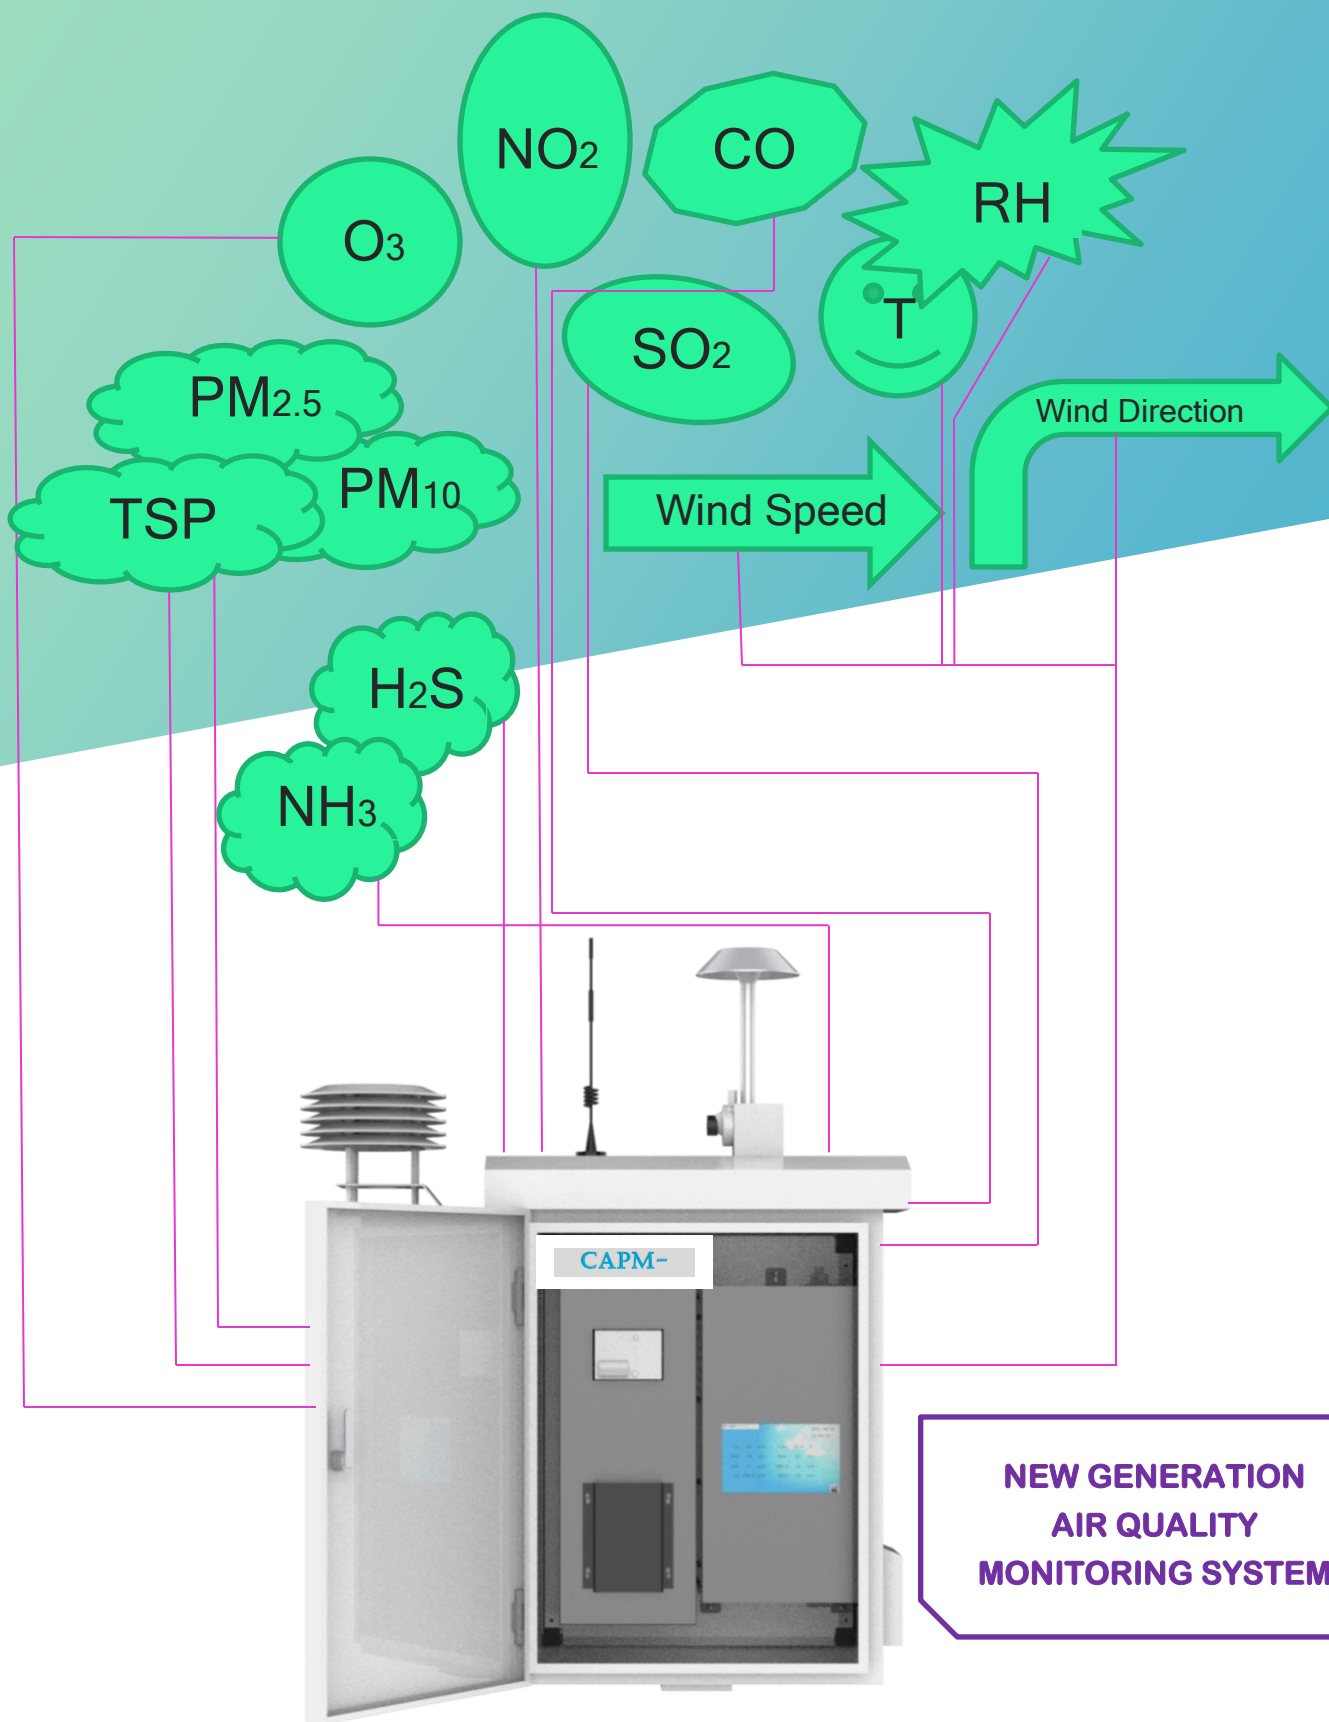 NO2
CO
RH
O3
T
SO2
PM2.5
Wind Direction
PM10
TSP
Wind Speed
H2S
NH3
CAPM-
NEW GENERATION
AIR QUALITY
MONITORING SYSTEM